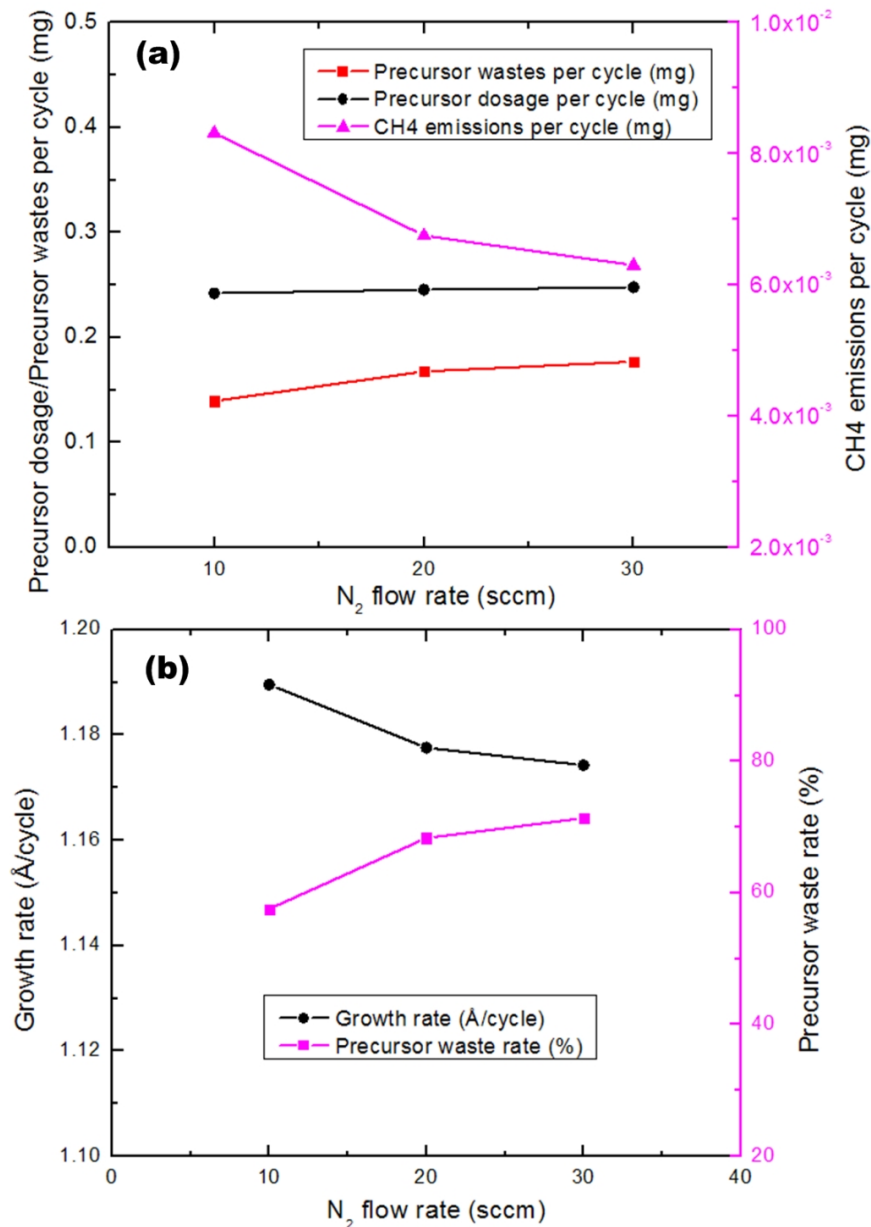 (a)
Precursor wastes per cycle (mg)
Precursor dosage per cycle (mg)
CH4 emissions per cycle (mg)
Precursor dosage/Precursor wastes per cycle (mg)
0.5
0.4
0.3
0.2
0.1
0.0
1.0x10⁻²
8.0x10⁻³
6.0x10⁻³
4.0x10⁻³
2.0x10⁻³
CH4 emissions per cycle (mg)
10 20 30
N₂ flow rate (sccm)
(b)
Growth rate (Å/cycle)
1.20
1.18
1.16
1.14
1.12
1.10
100
80
60
40
20
Precursor waste rate (%)
Growth rate (Å/cycle)
Precursor waste rate (%)
0 10 20 30 40
N₂ flow rate (sccm)